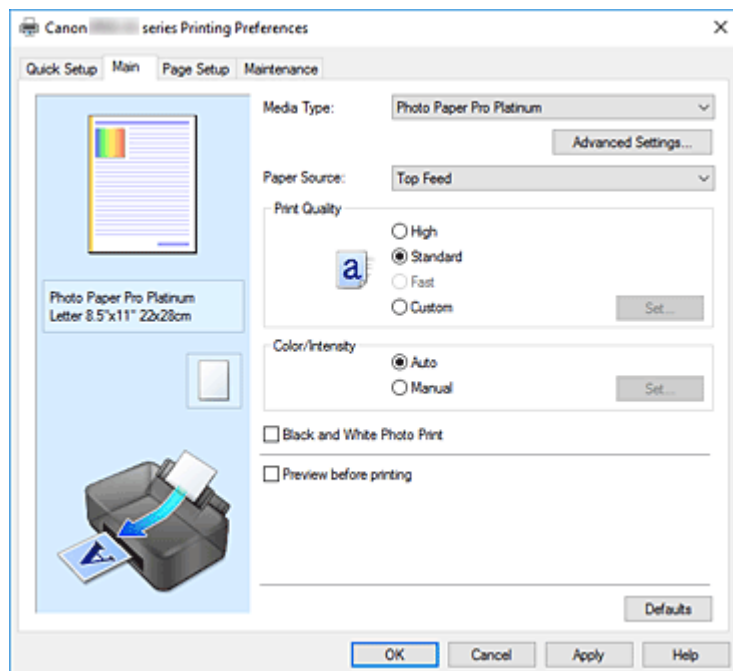 Canon series Printing Preferences
Quick Setup Main Page Setup Maintenance
Media Type: Photo Paper Pro Platinum
Advanced Settings...
Paper Source: Top Feed
Print Quality
High
a Standard
Fast
Custom Set...
Photo Paper Pro Platinum
Letter 8.5"x11" 22x28cm
Color/Intensity
Auto
Manual Set...
Black and White Photo Print
Preview before printing
A
Defaults
OK Cancel Apply Help